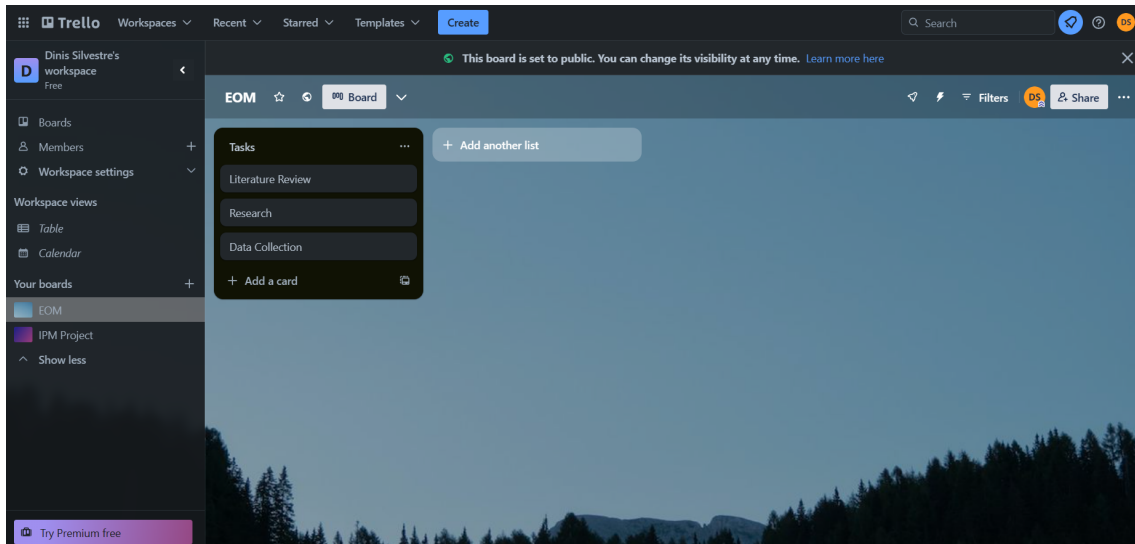 Trello
Workspaces
Recent
Starred
Templates
Create
Search
DS
D
Dinis Silvestre's
workspace
Free
This board is set to public. You can change its visibility at any time. Learn more here
EOM
Board
Filters
DS
Share
Boards
Members
Workspace settings
Workspace views
Table
Calendar
Your boards
EOM
IPM Project
Show less
Try Premium free
Tasks
Literature Review
Research
Data Collection
Add a card
Add another list